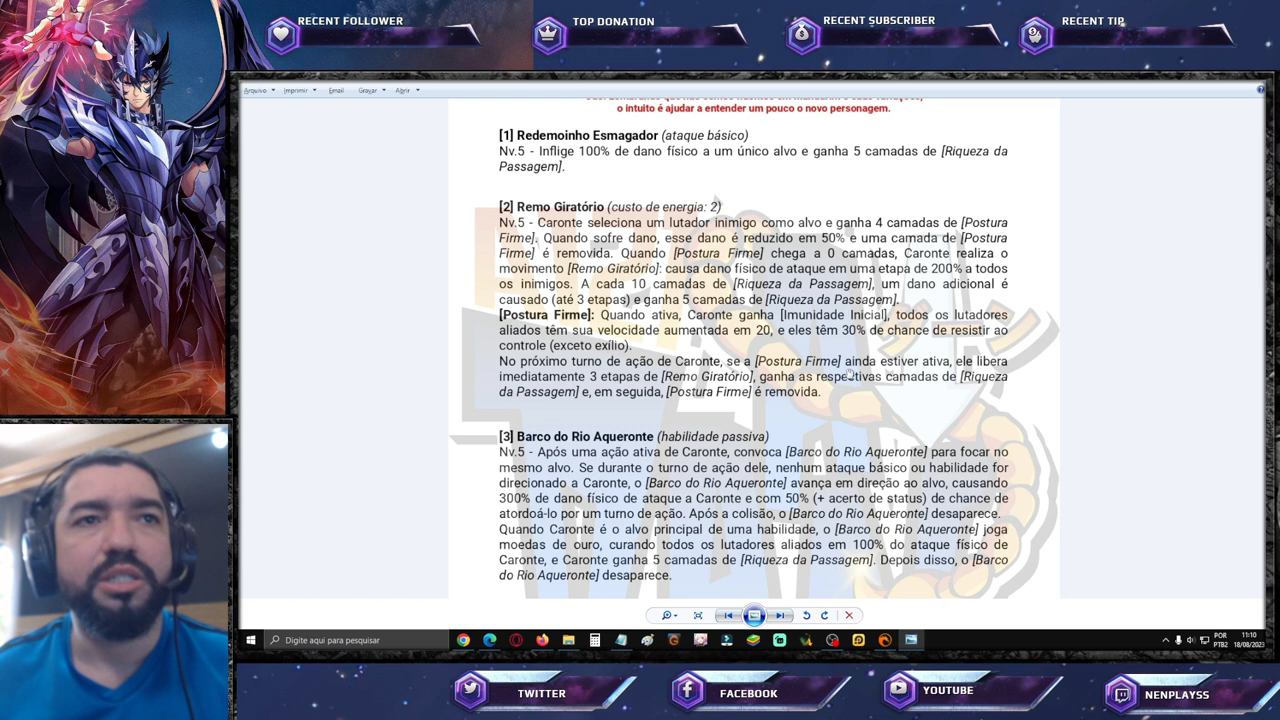 RECENT FOLLOWER
TOP DONATION
RECENT SUBSCRIBER
RECENT TIP
Arquivo Imprimir Email Gravar Abrir
o intuito é ajudar a entender um pouco o novo personagem.
[1] Redemoinho Esmagador (ataque básico)
Nv.5 - Inflige 100% de dano físico a um único alvo e ganha 5 camadas de [Riqueza da
Passagem].
[2] Remo Giratório (custo de energia: 2)
Nv.5 - Caronte seleciona um lutador inimigo como alvo e ganha 4 camadas de [Postura
Firme]. Quando sofre dano, esse dano é reduzido em 50% e uma camada de [Postura
Firme] é removida. Quando [Postura Firme] chega a 0 camadas, Caronte realiza o
movimento [Remo Giratório]: causa dano físico de ataque em uma etapa de 200% a todos
os inimigos. A cada 10 camadas de [Riqueza da Passagem], um dano adicional é
causado (até 3 etapas) e ganha 5 camadas de [Riqueza da Passagem].
[Postura Firme]: Quando ativa, Caronte ganha [Imunidade Inicial], todos os lutadores
aliados têm sua velocidade aumentada em 20, e eles têm 30% de chance de resistir ao
controle (exceto exílio).
No próximo turno de ação de Caronte, se a [Postura Firme] ainda estiver ativa, ele libera
imediatamente 3 etapas de [Remo Giratório], ganha as respectivas camadas de [Riqueza
da Passagem] e, em seguida, [Postura Firme] é removida.
[3] Barco do Rio Aqueronte (habilidade passiva)
Nv.5 - Após uma ação ativa de Caronte, convoca [Barco do Rio Aqueronte] para focar no
mesmo alvo. Se durante o turno de ação dele, nenhum ataque básico ou habilidade for
direcionado a Caronte, o [Barco do Rio Aqueronte] avança em direção ao alvo, causando
300% de dano físico de ataque a Caronte e com 50% (+ acerto de status) de chance de
atordoá-lo por um turno de ação. Após a colisão, o [Barco do Rio Aqueronte] desaparece.
Quando Caronte é o alvo principal de uma habilidade, o [Barco do Rio Aqueronte] joga
moedas de ouro, curando todos os lutadores aliados em 100% do ataque físico de
Caronte, e Caronte ganha 5 camadas de [Riqueza da Passagem]. Depois disso, o [Barco
do Rio Aqueronte] desaparece.
Digite aqui para pesquisar
POR
PTB2
11:10
18/08/2023
TWITTER
FACEBOOK
YOUTUBE
NENPLAYSS